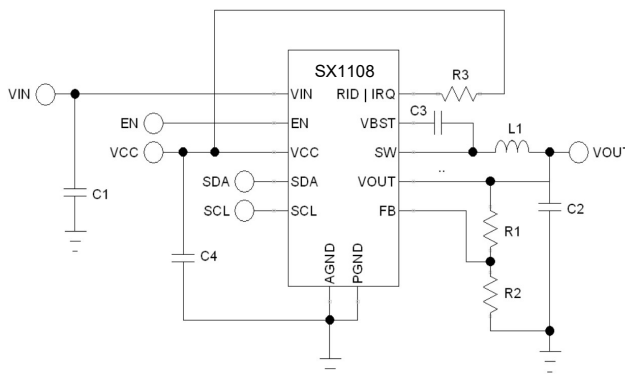 SX1108
VIN
VIN
RID | IRQ
R3
C3
EN
EN
VBST
L1
VCC
VCC
SW
VOUT
SDA
SDA
VOUT
..
SCL
SCL
FB
C1
R1
C2
C4
AGND
PGND
R2